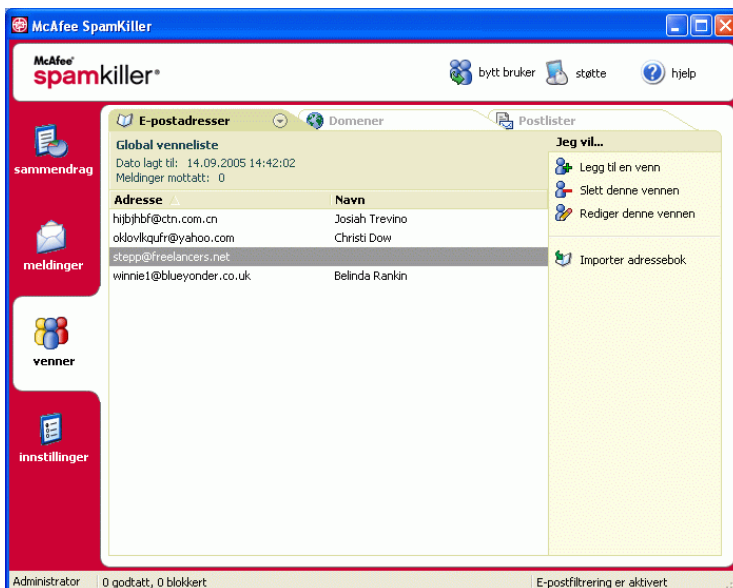 McAfee SpamKiller
McAfee®
spamkiller®
bytt bruker
støtte
hjelp
sammendrag
meldinger
venner
innstillinger
E-postadresser
Domener
Postlister
Global venneliste
Dato lagt til: 14.09.2005 14:42:02
Meldinger mottatt: 0
Adresse Navn
hijbjhbf@ctn.com.cn Josiah Trevino
oklovlkqufr@yahoo.com Christi Dow
stepp@freelancers.net
winnie1@blueyonder.co.uk Belinda Rankin
Jeg vil...
Legg til en venn
Slett denne vennen
Rediger denne vennen
Importer adressebok
Administrator
0 godtatt, 0 blokkert
E-postfiltrering er aktivert